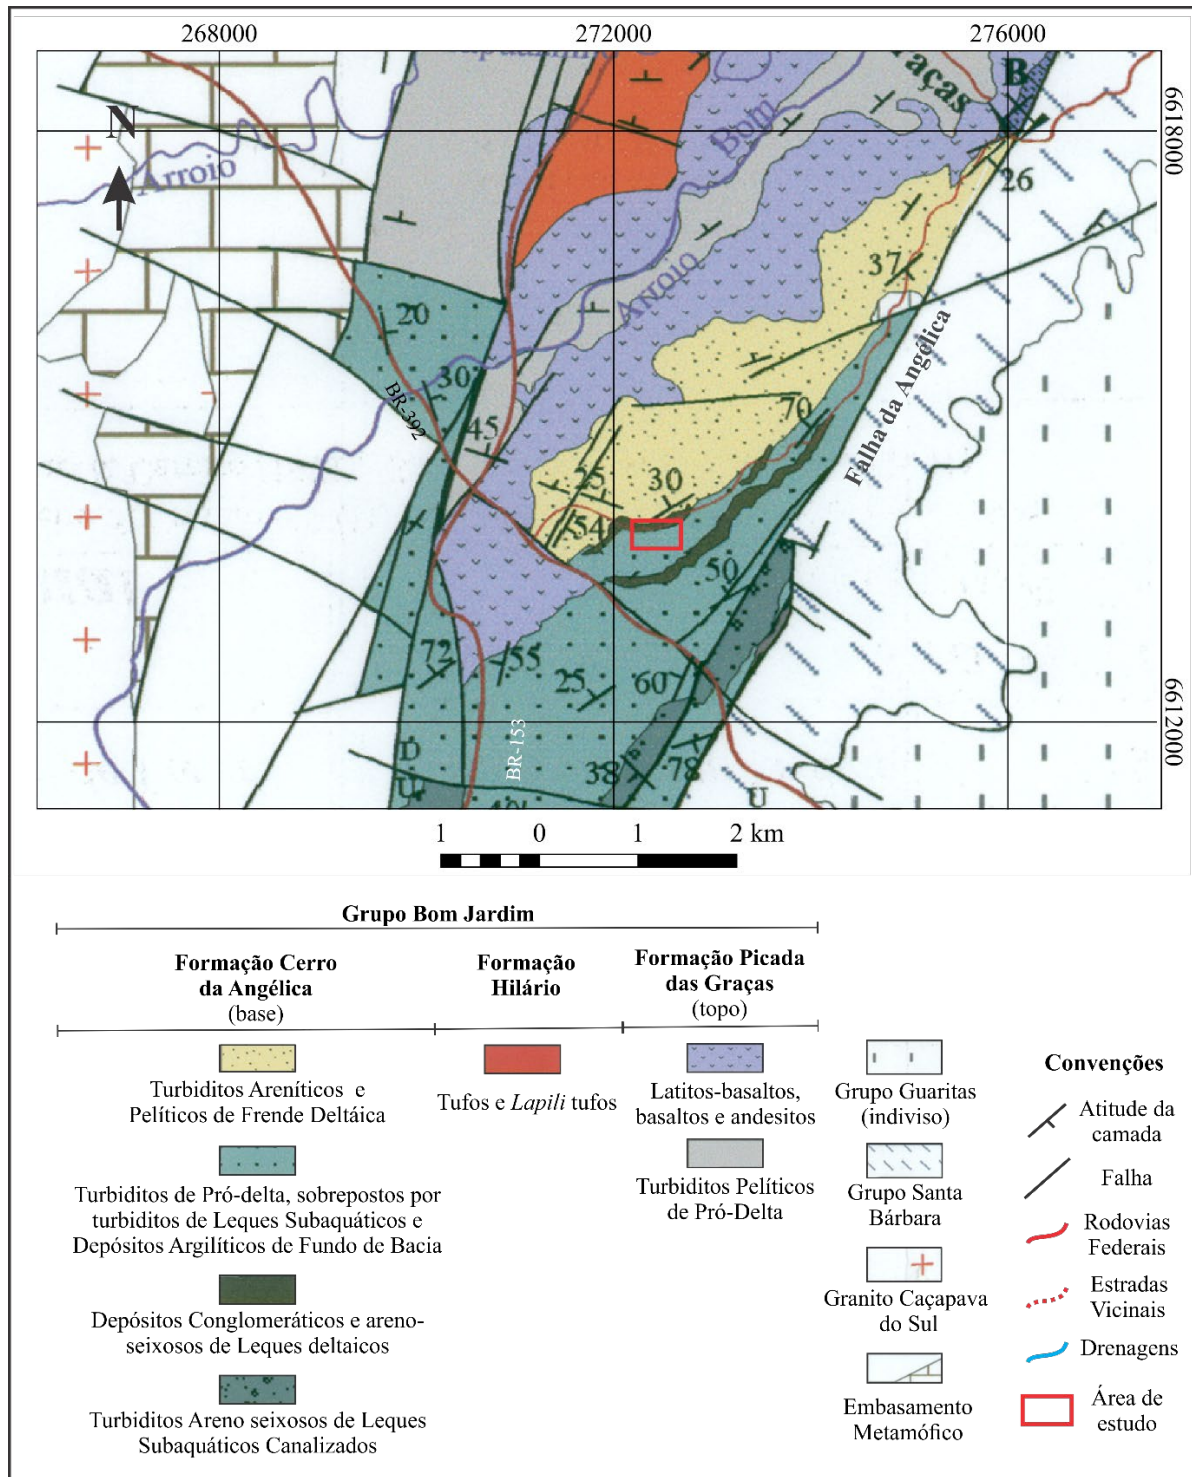 268000 272000 276000
6618000
6612000
N
Arroio
Bom
raças
B
26
37
20
30
45
BR-392
Arroio
70
Falha da Angélica
25
30
54
50
72
55
25
60
D
U
BR-153
38
78
U
1 0 1 2 km
Grupo Bom Jardim
Formação Cerro
da Angélica
(base)
Formação
Hilário
Formação Picada
das Graças
(topo)
Turbiditos Areníticos e
Pelíticos de Frende Deltáica
Turbiditos de Pró-delta, sobrepostos por
turbiditos de Leques Subaquáticos e
Depósitos Argilíticos de Fundo de Bacia
Depósitos Conglomeráticos e areno-
seixosos de Leques deltaicos
Turbiditos Areno seixosos de Leques
Subaquáticos Canalizados
Tufos e Lapili tufos
Latitos-basaltos,
basaltos e andesitos
Turbiditos Pelíticos
de Pró-Delta
Grupo Guaritas
(indiviso)
Grupo Santa
Bárbara
Granito Caçapava
do Sul
Embasamento
Metamófico
Convenções
Atitude da
camada
Falha
Rodovias
Federais
Estradas
Vicinais
Drenagens
Área de
estudo